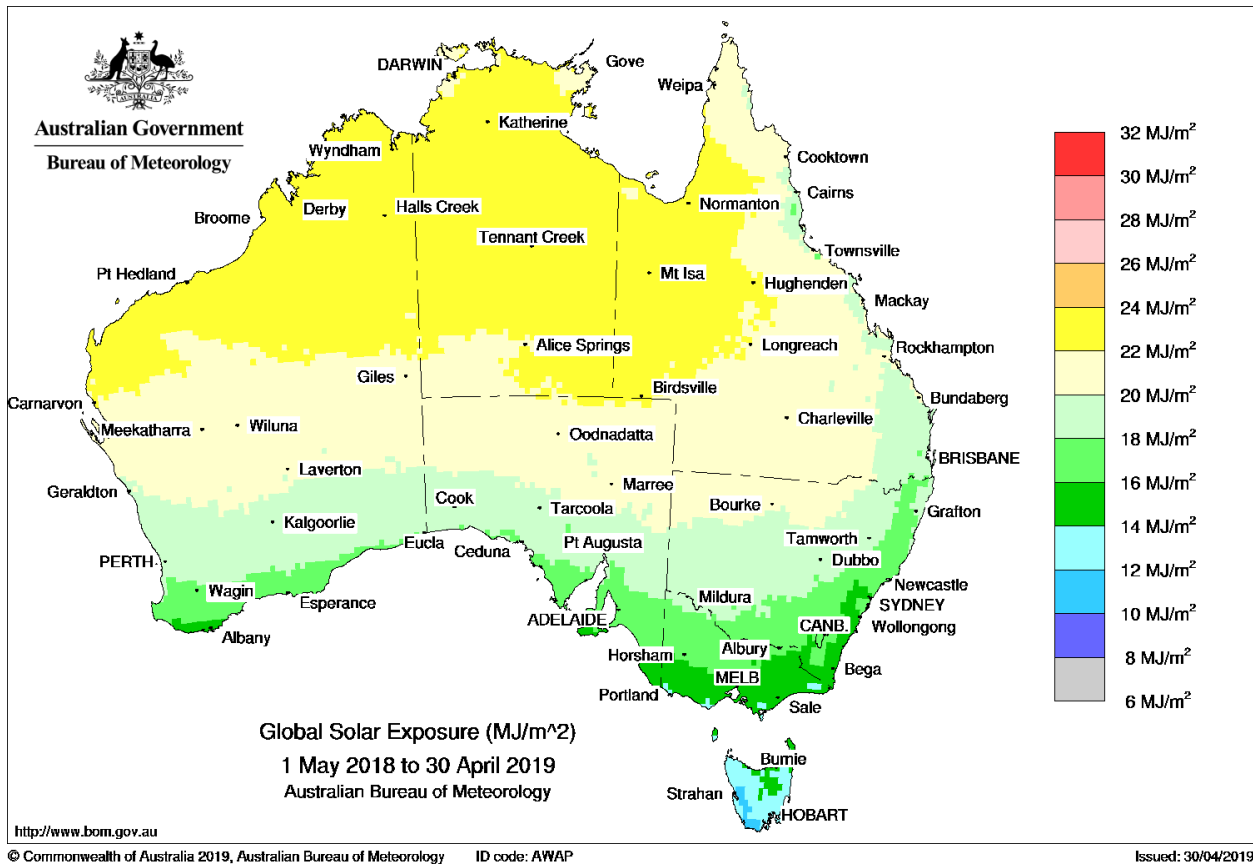 AUSTRALIA
Australian Government
Bureau of Meteorology
DARWIN
Gove
Weipa
Katherine
Wyndham
Cooktown
Cairns
Broome
Derby
Halls Creek
Normanton
Tennant Creek
Townsville
Pt Hedland
Mt Isa
Hughenden
Mackay
Alice Springs
Longreach
Rockhampton
Giles
Birdsville
Carnarvon
Bundaberg
Meekatharra
Wiluna
Oodnadatta
Charleville
BRISBANE
Laverton
Marree
Geraldton
Cook
Tarcoola
Bourke
Grafton
Kalgoorlie
Eucla
Ceduna
Pt Augusta
Tamworth
PERTH
Dubbo
Wagin
Esperance
Mildura
Newcastle
SYDNEY
ADELAIDE
CANB.
Wollongong
Albany
Horsham
Albury
Bega
MELB
Portland
Sale
Burnie
Strahan
HOBART
32 MJ/m²
30 MJ/m²
28 MJ/m²
26 MJ/m²
24 MJ/m²
22 MJ/m²
20 MJ/m²
18 MJ/m²
16 MJ/m²
14 MJ/m²
12 MJ/m²
10 MJ/m²
8 MJ/m²
6 MJ/m²
Global Solar Exposure (MJ/m^2)
1 May 2018 to 30 April 2019
Australian Bureau of Meteorology
http://www.bom.gov.au
© Commonwealth of Australia 2019, Australian Bureau of Meteorology ID code: AWAP Issued: 30/04/2019